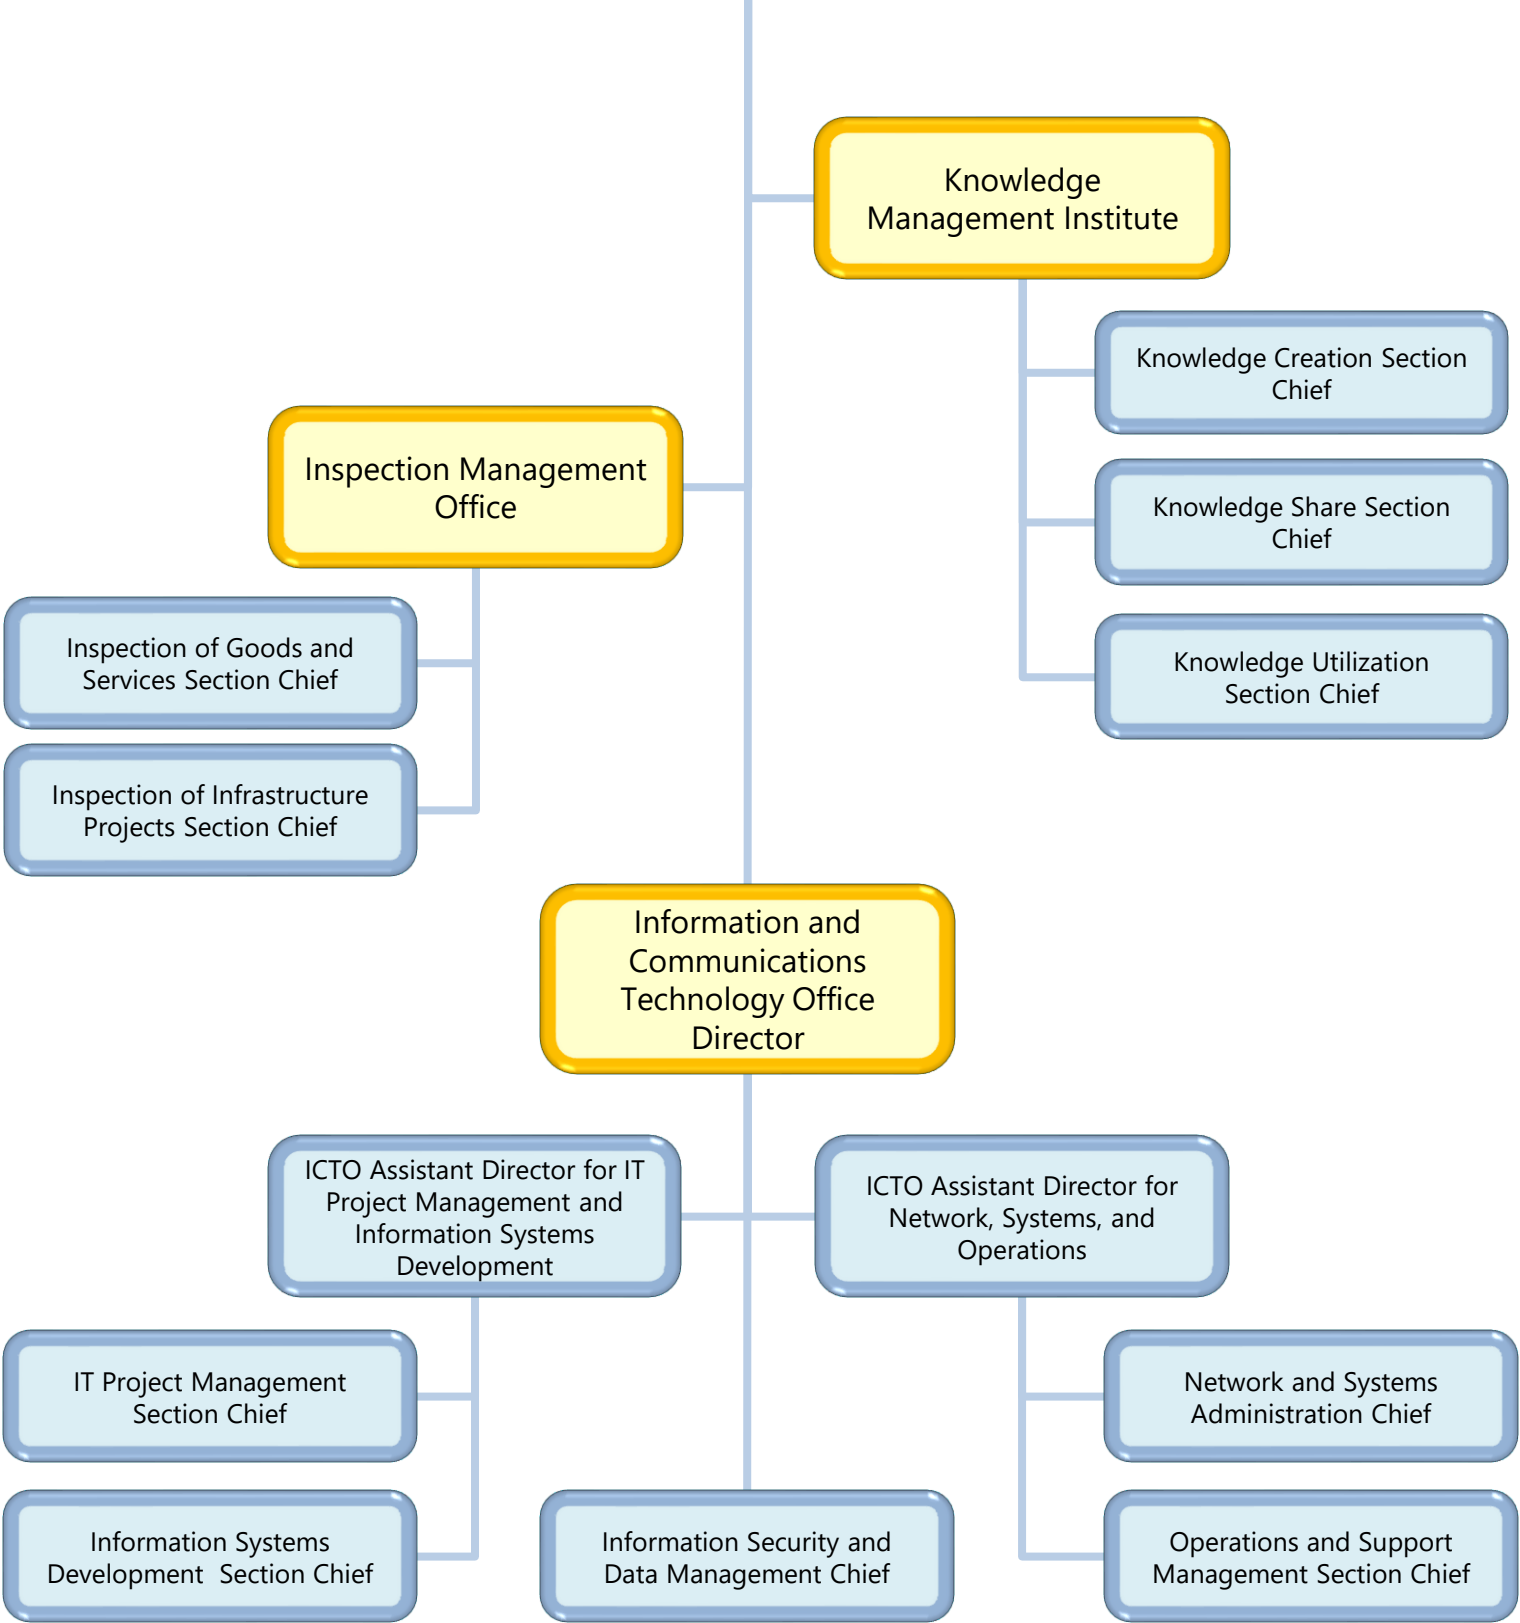 Knowledge
Management Institute
Knowledge Creation Section
Chief
Inspection Management
Office
Knowledge Share Section
Chief
Inspection of Goods and
Services Section Chief
Knowledge Utilization
Section Chief
Inspection of Infrastructure
Projects Section Chief
Information and
Communications
Technology Office
Director
ICTO Assistant Director for IT
Project Management and
Information Systems
Development
ICTO Assistant Director for
Network, Systems, and
Operations
IT Project Management
Section Chief
Network and Systems
Administration Chief
Information Systems
Development  Section Chief
Information Security and
Data Management Chief
Operations and Support
Management Section Chief